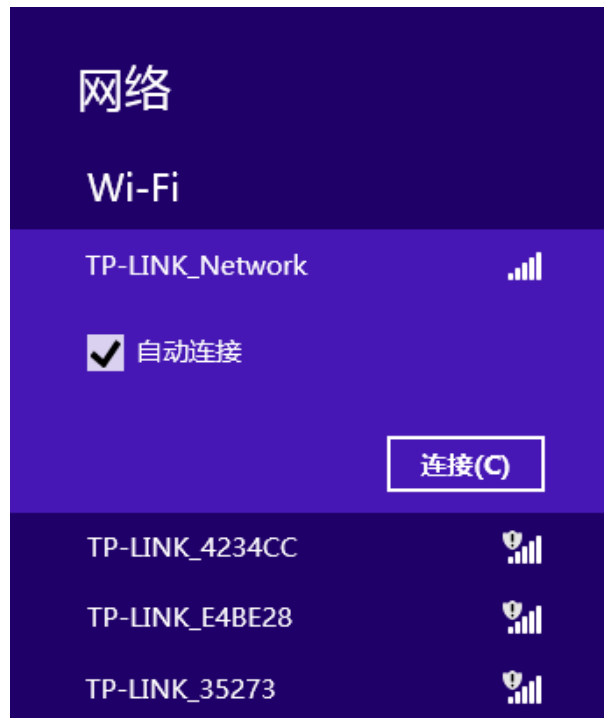 网络
Wi-Fi
TP-LINK_Network
自动连接
连接(C)
TP-LINK_4234CC
TP-LINK_E4BE28
TP-LINK_35273